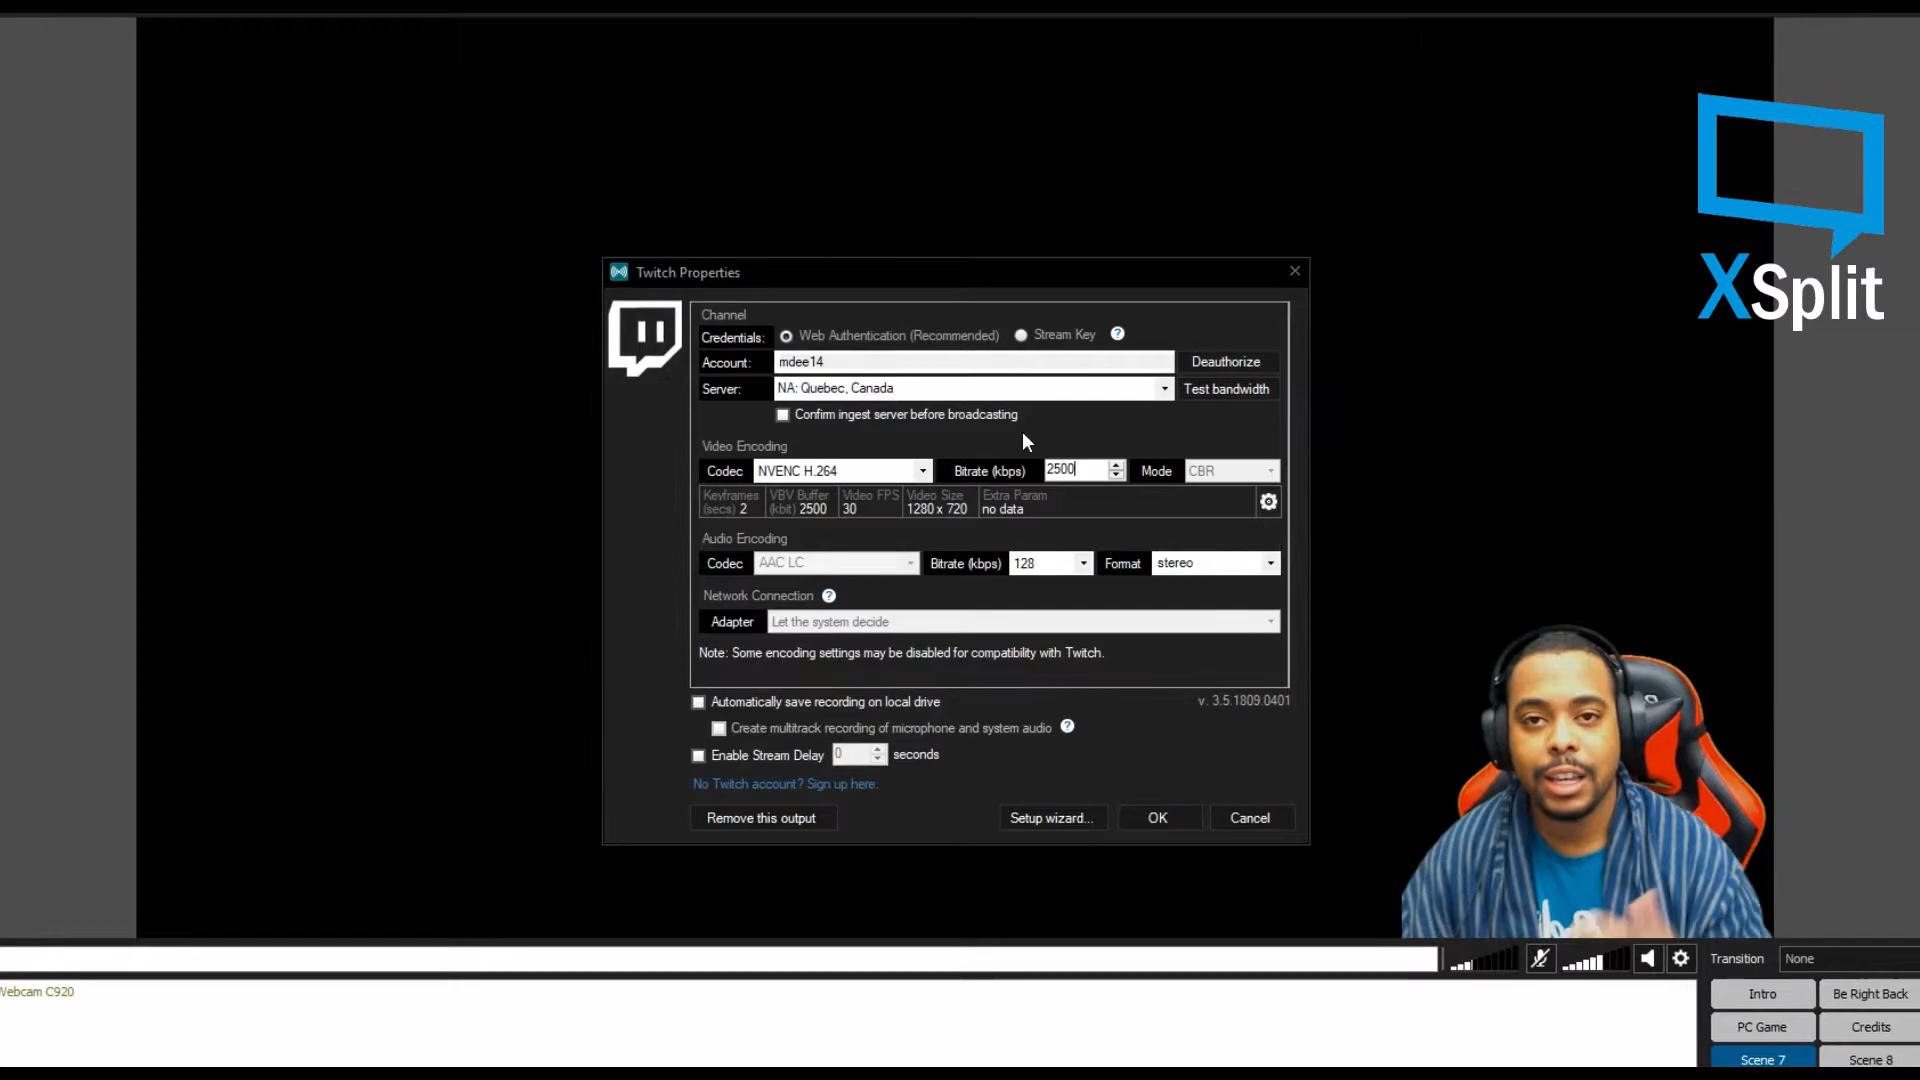 XSplit
Twitch Properties
Channel
Credentials: Web Authentication (Recommended) Stream Key ?
Account: mdee14 Deauthorize
Server: NA: Quebec, Canada Test bandwidth
Confirm ingest server before broadcasting
Video Encoding
Codec NVENC H.264 Bitrate (kbps) 2500 Mode CBR
Keyframes VBV Buffer Video FPS Video Size Extra Param
(secs) 2 (kbit) 2500 30 1280 x 720 no data
Audio Encoding
Codec AAC LC Bitrate (kbps) 128 Format stereo
Network Connection ?
Adapter Let the system decide
Note: Some encoding settings may be disabled for compatibility with Twitch.
Automatically save recording on local drive v. 3.5.1809.0401
Create multitrack recording of microphone and system audio ?
Enable Stream Delay 0 seconds
No Twitch account? Sign up here.
Remove this output Setup wizard... OK Cancel
Transition None
Webcam C920
Intro Be Right Back
PC Game Credits
Scene 7 Scene 8